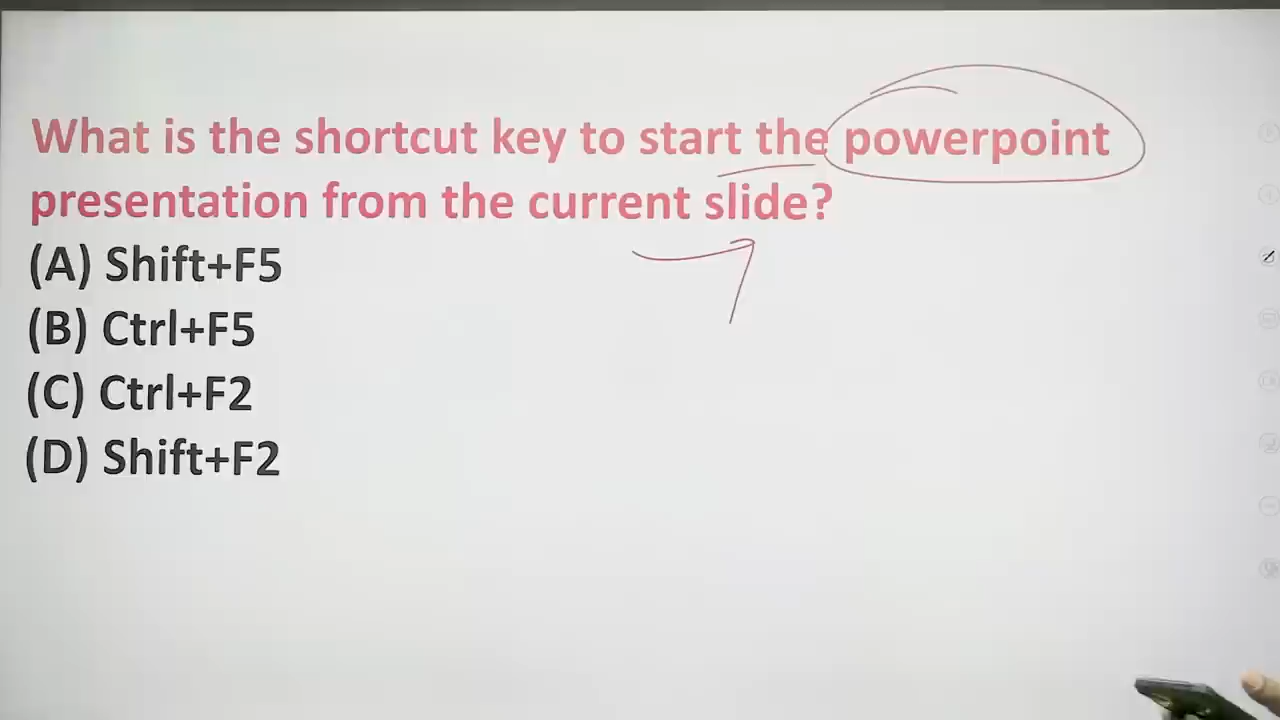 What is the shortcut key to start the powerpoint
presentation from the current slide?
(A) Shift+F5
(B) Ctrl+F5
(C) Ctrl+F2
(D) Shift+F2